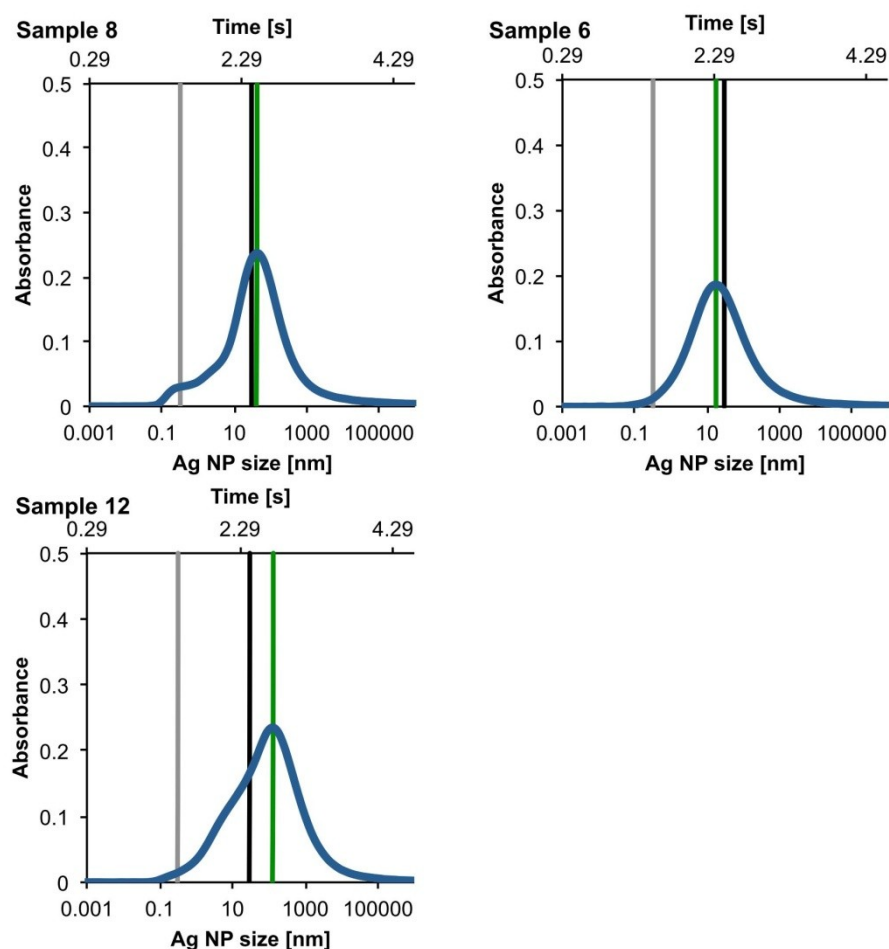 Sample 8
Time [s]
0.29 2.29 4.29
0.5
0.4
0.3
0.2
0.1
0
Absorbance
0.001 0.1 10 1000 100000
Ag NP size [nm]
Sample 6
Time [s]
0.29 2.29 4.29
0.5
0.4
0.3
0.2
0.1
0
Absorbance
0.001 0.1 10 1000 100000
Ag NP size [nm]
Sample 12
Time [s]
0.29 2.29 4.29
0.5
0.4
0.3
0.2
0.1
0
Absorbance
0.001 0.1 10 1000 100000
Ag NP size [nm]